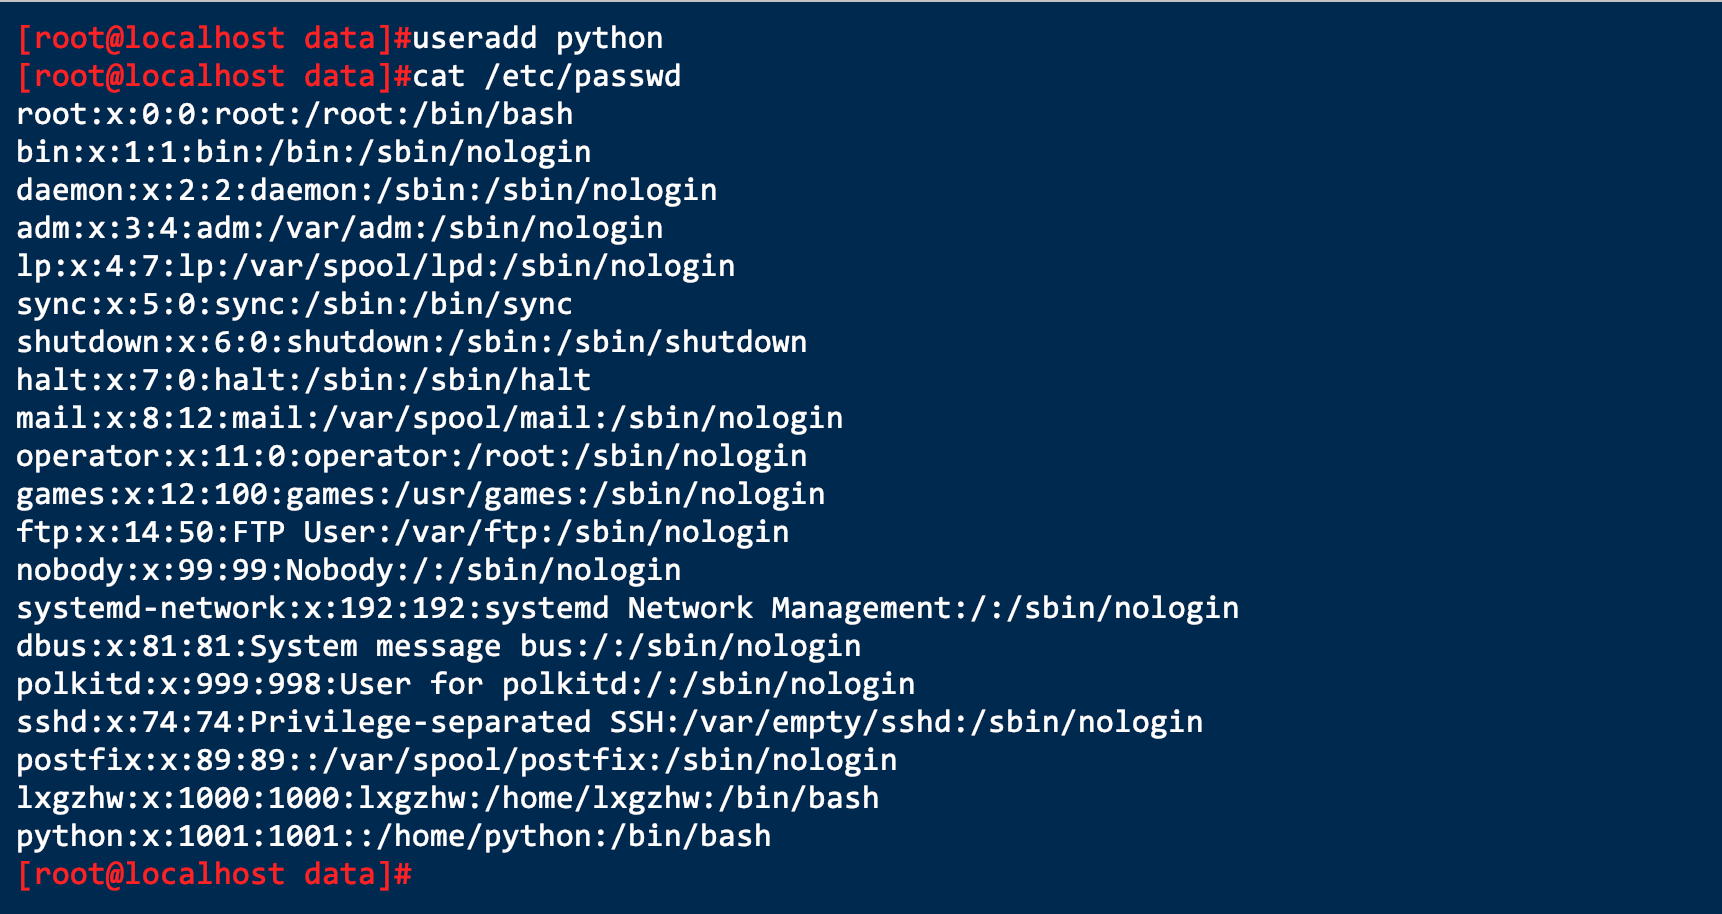 [root@localhost data]#useradd python
[root@localhost data]#cat /etc/passwd
root:x:0:0:root:/root:/bin/bash
bin:x:1:1:bin:/bin:/sbin/nologin
daemon:x:2:2:daemon:/sbin:/sbin/nologin
adm:x:3:4:adm:/var/adm:/sbin/nologin
lp:x:4:7:lp:/var/spool/lpd:/sbin/nologin
sync:x:5:0:sync:/sbin:/bin/sync
shutdown:x:6:0:shutdown:/sbin:/sbin/shutdown
halt:x:7:0:halt:/sbin:/sbin/halt
mail:x:8:12:mail:/var/spool/mail:/sbin/nologin
operator:x:11:0:operator:/root:/sbin/nologin
games:x:12:100:games:/usr/games:/sbin/nologin
ftp:x:14:50:FTP User:/var/ftp:/sbin/nologin
nobody:x:99:99:Nobody:/:/sbin/nologin
systemd-network:x:192:192:systemd Network Management:/:/sbin/nologin
dbus:x:81:81:System message bus:/:/sbin/nologin
polkitd:x:999:998:User for polkitd:/:/sbin/nologin
sshd:x:74:74:Privilege-separated SSH:/var/empty/sshd:/sbin/nologin
postfix:x:89:89::/var/spool/postfix:/sbin/nologin
lxgzhw:x:1000:1000:lxgzhw:/home/lxgzhw:/bin/bash
python:x:1001:1001::/home/python:/bin/bash
[root@localhost data]#